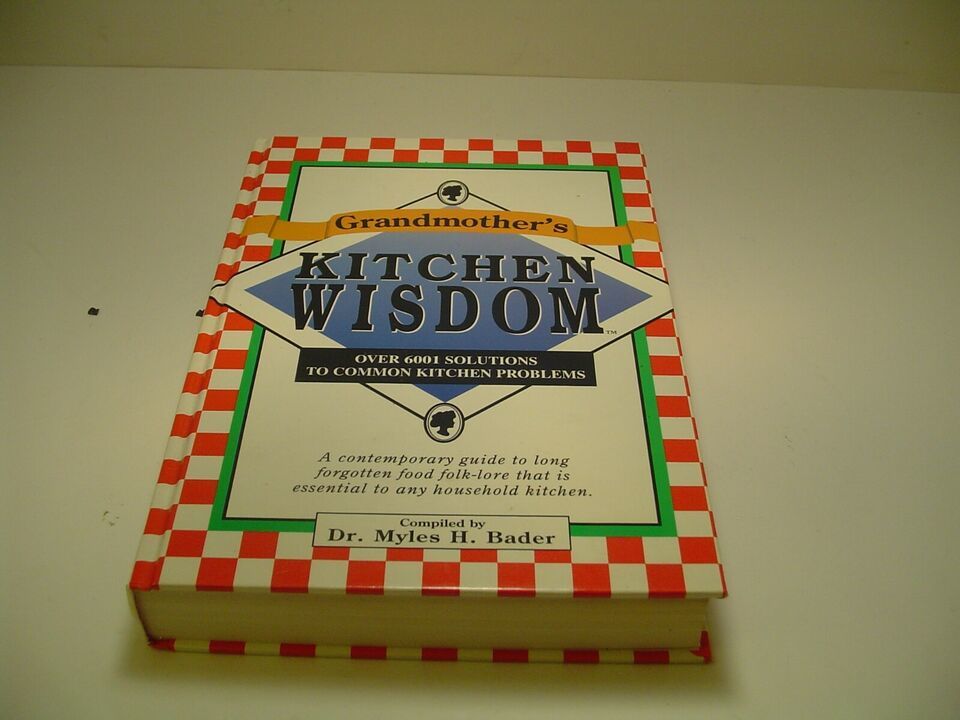 Grandmother's
KITCHEN
WISDOM™
OVER 6001 SOLUTIONS
TO COMMON KITCHEN PROBLEMS
A contemporary guide to long
forgotten food folk-lore that is
essential to any household kitchen.
Compiled by
Dr. Myles H. Bader